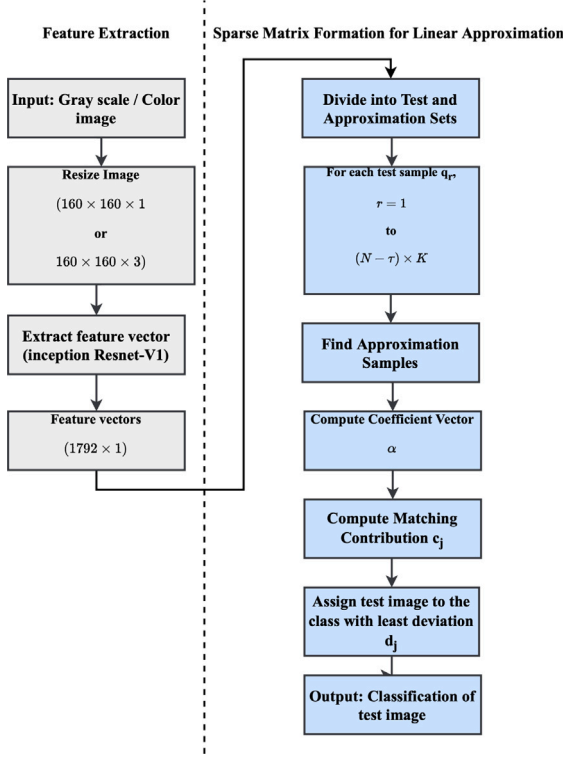 Feature Extraction
Input: Gray scale / Color
image
Resize Image
(160 × 160 × 1
or
160 × 160 × 3)
Extract feature vector
(inception Resnet-V1)
Feature vectors
(1792 × 1)
Sparse Matrix Formation for Linear Approximation
Divide into Test and
Approximation Sets
For each test sample qr,
r = 1
to
(N − τ) × K
Find Approximation
Samples
Compute Coefficient Vector
α
Compute Matching
Contribution cj
Assign test image to the
class with least deviation
dj
Output: Classification of
test image